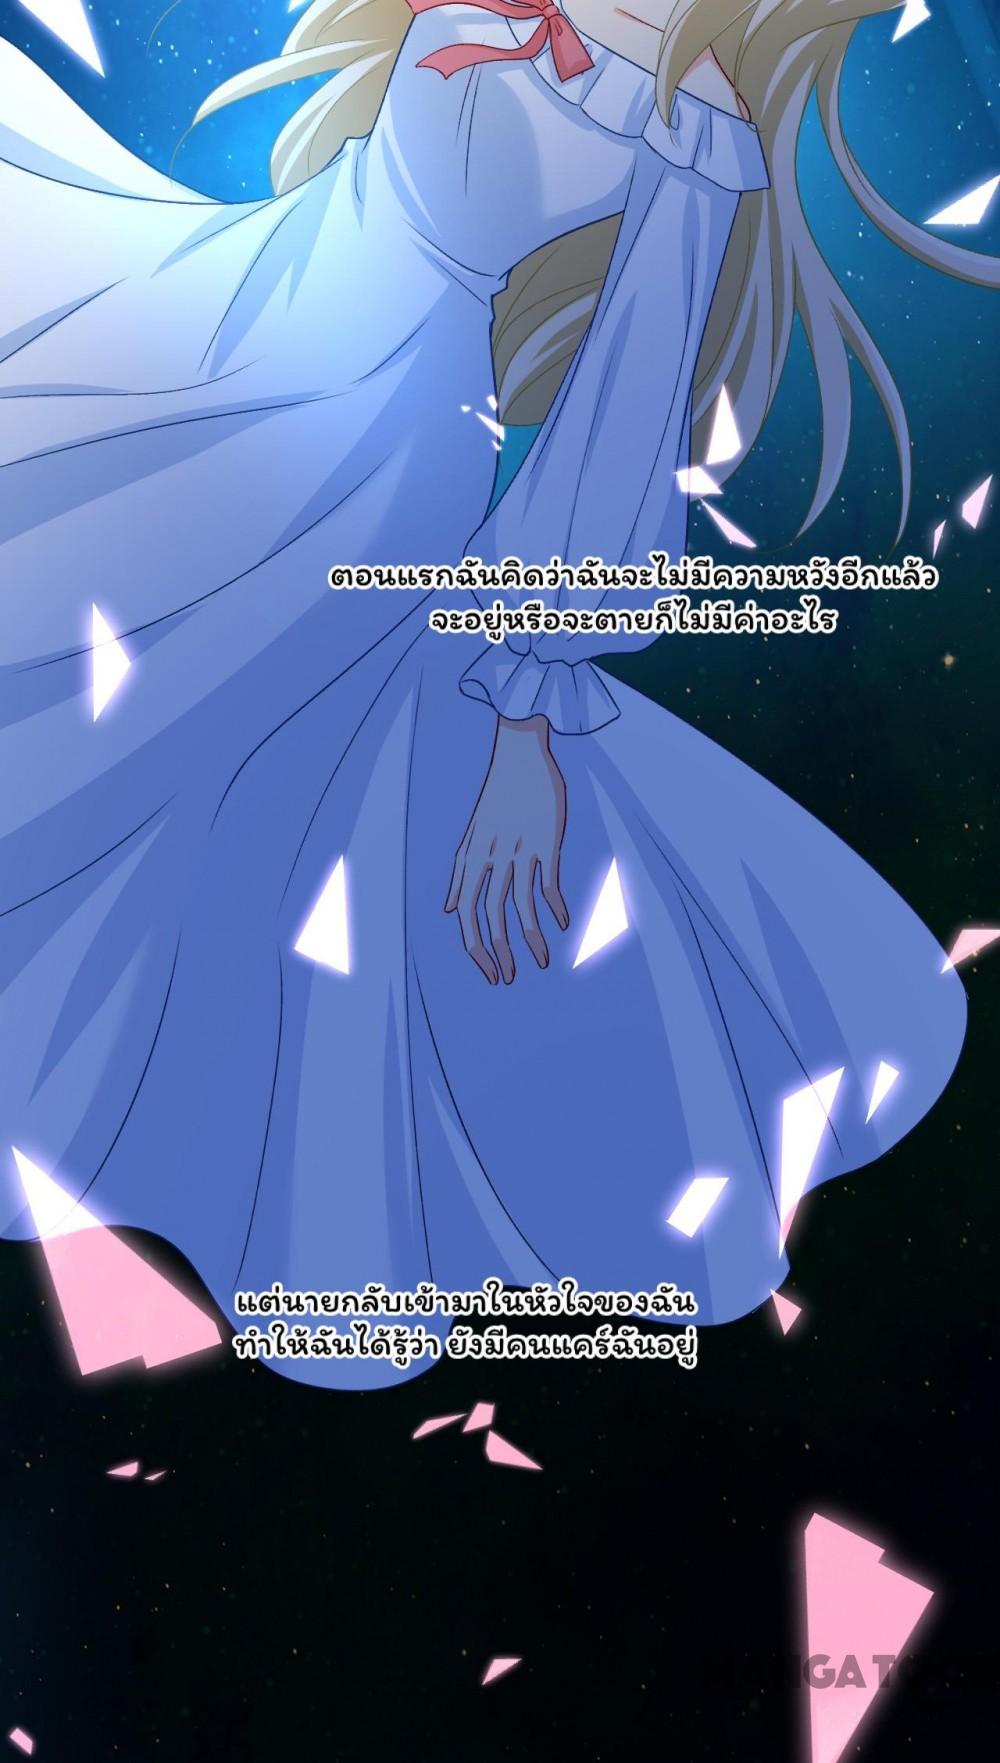 ตอนแรกฉันคิดว่าฉันจะไม่มีความหวังอีกแล้ว
จะอยู่หรือจะตายก็ไม่มีค่าอะไร
แต่นายกลับเข้ามาในหัวใจของฉัน
ทำให้ฉันได้รู้ว่า ยังมีคนแคร์ฉันอยู่